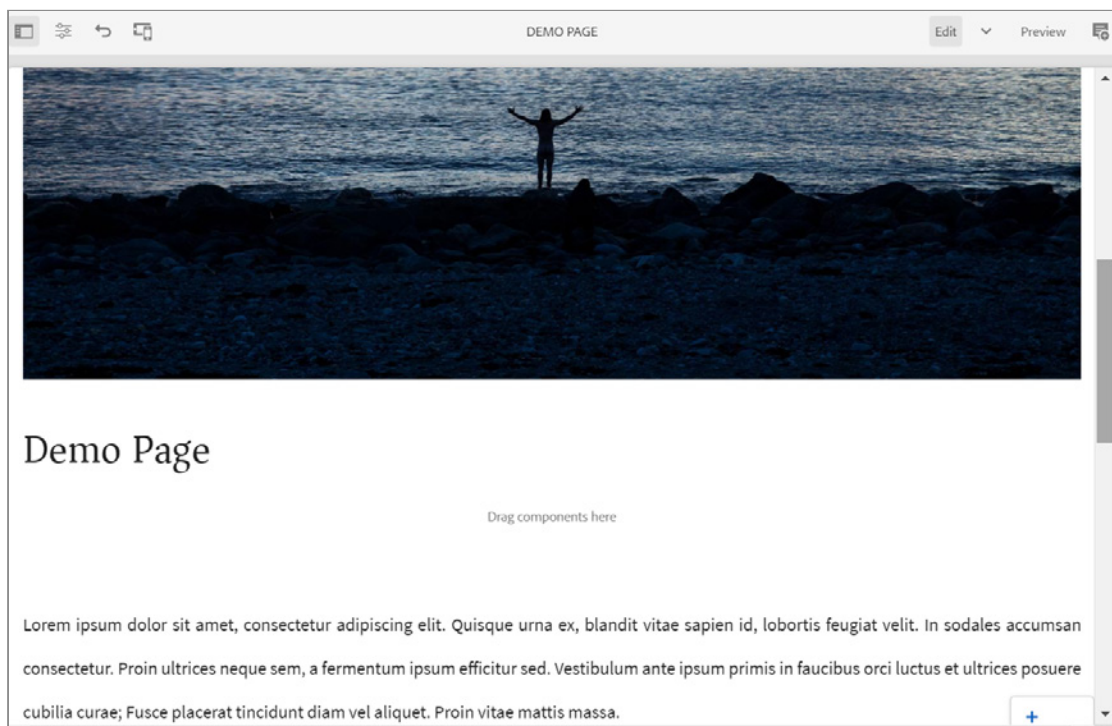 DEMO PAGE
Edit
Preview
Demo Page
Drag components here
Lorem ipsum dolor sit amet, consectetur adipiscing elit. Quisque urna ex, blandit vitae sapien id, lobortis feugiat velit. In sodales accumsan
consectetur. Proin ultrices neque sem, a fermentum ipsum efficitur sed. Vestibulum ante ipsum primis in faucibus orci luctus et ultrices posuere
cubilia curae; Fusce placerat tincidunt diam vel aliquet. Proin vitae mattis massa.